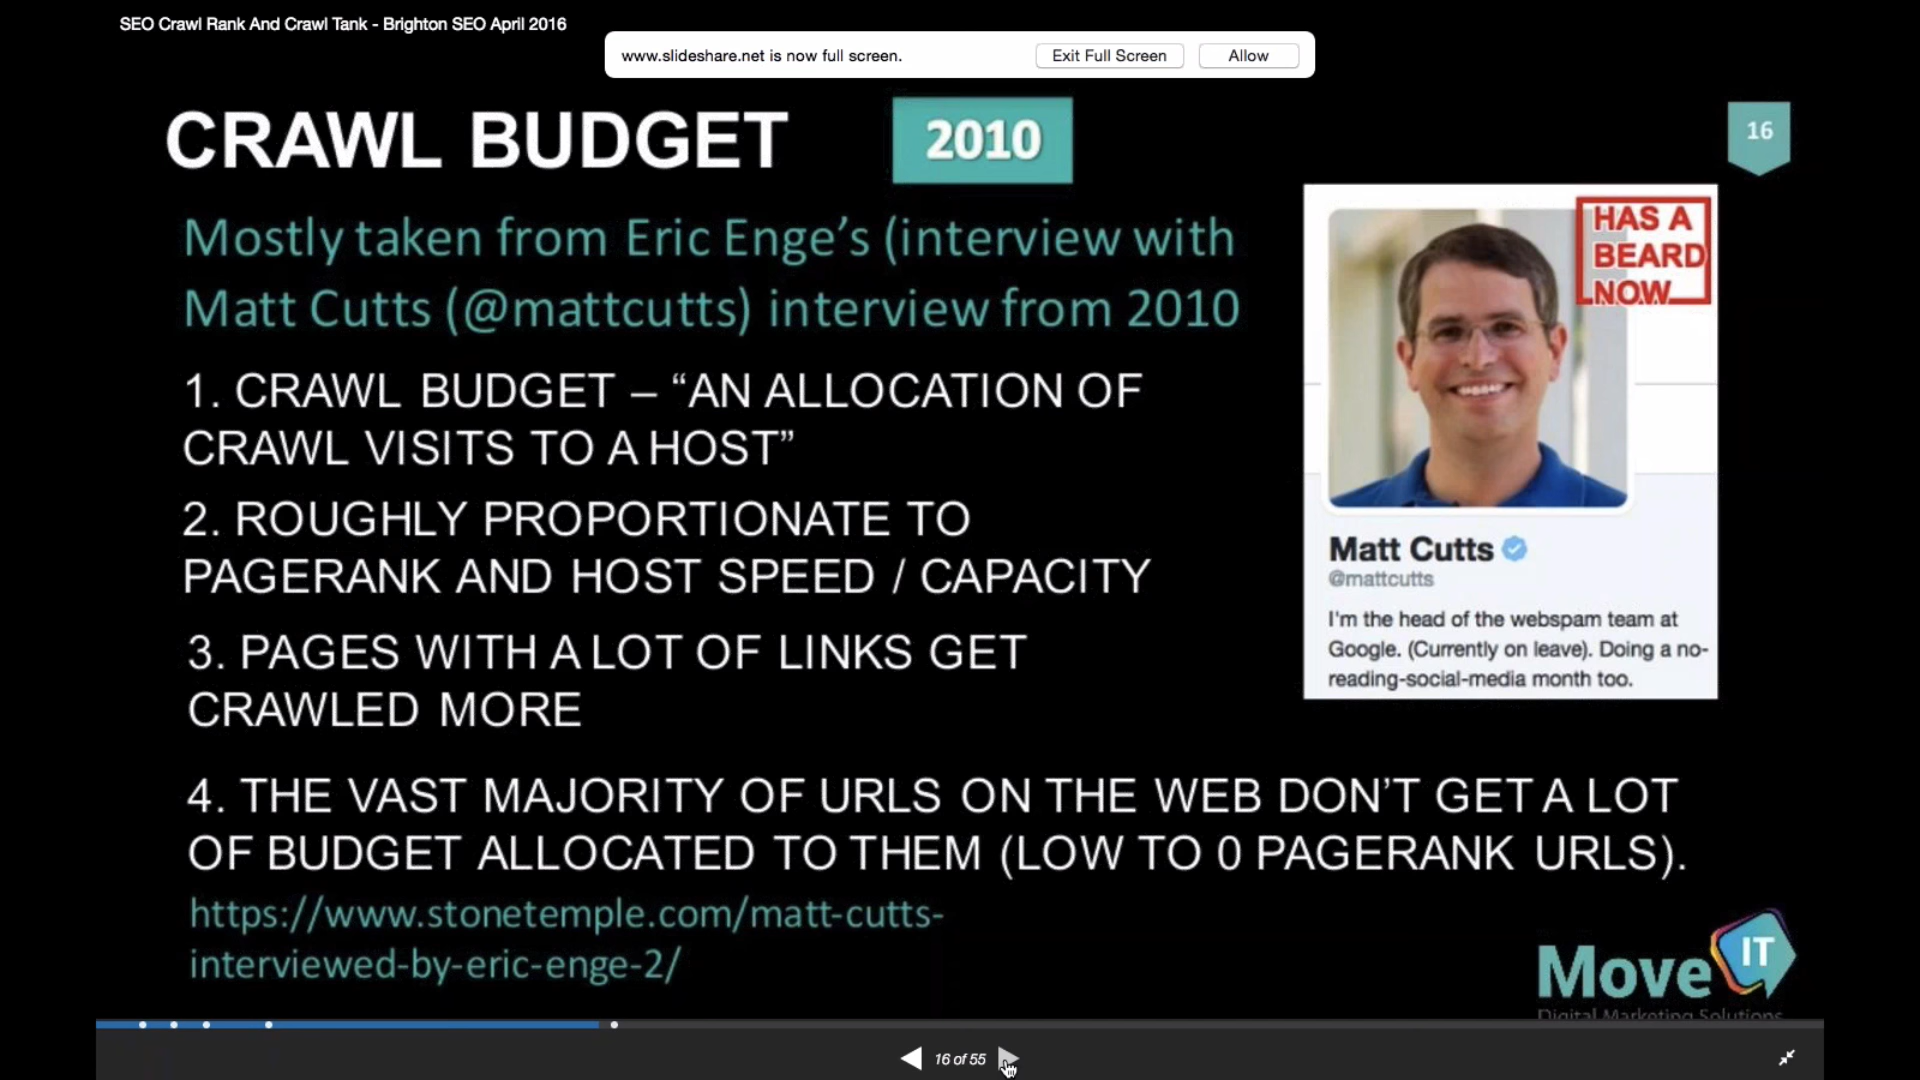 SEO Crawl Rank And Crawl Tank - Brighton SEO April 2016
www.slideshare.net is now full screen.
Exit Full Screen
Allow
CRAWL BUDGET
2010
16
Mostly taken from Eric Enge’s (interview with
Matt Cutts (@mattcutts) interview from 2010
1. CRAWL BUDGET – “AN ALLOCATION OF
CRAWL VISITS TO A HOST”
2. ROUGHLY PROPORTIONATE TO
PAGERANK AND HOST SPEED / CAPACITY
3. PAGES WITH A LOT OF LINKS GET
CRAWLED MORE
4. THE VAST MAJORITY OF URLS ON THE WEB DON’T GET A LOT
OF BUDGET ALLOCATED TO THEM (LOW TO 0 PAGERANK URLS).
https://www.stonetemple.com/matt-cutts-
interviewed-by-eric-enge-2/
HAS A
BEARD
NOW
Matt Cutts
@mattcutts
I'm the head of the webspam team at
Google. (Currently on leave). Doing a no-
reading-social-media month too.
Move IT
Digital Marketing Solutions
16 of 55